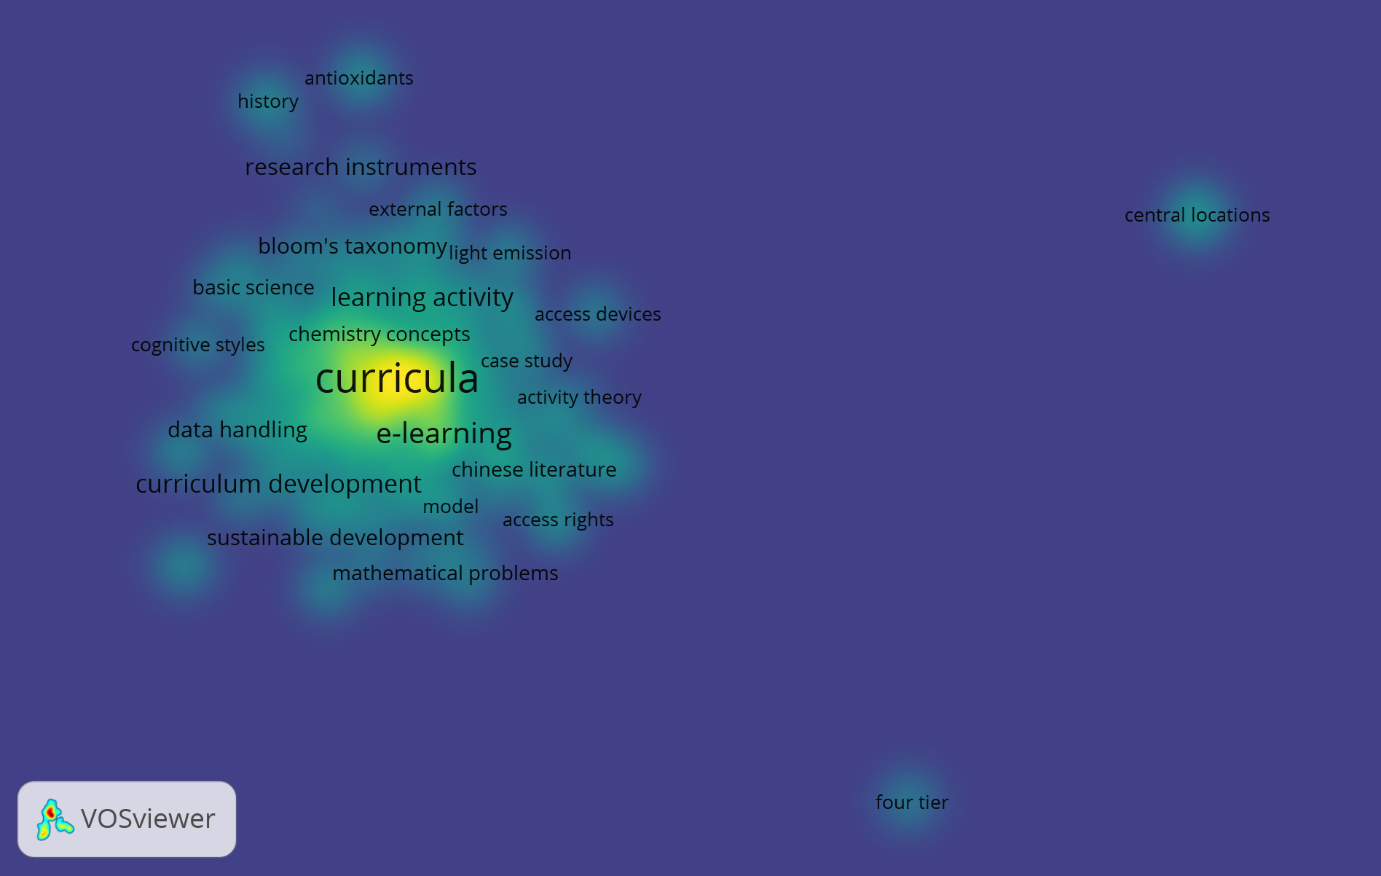 antioxidants
history
research instruments
external factors
central locations
bloom's taxonomy
light emission
basic science
learning activity
access devices
chemistry concepts
cognitive styles
case study
curricula
activity theory
data handling
e-learning
chinese literature
curriculum development
model
access rights
sustainable development
mathematical problems
four tier
VOSviewer